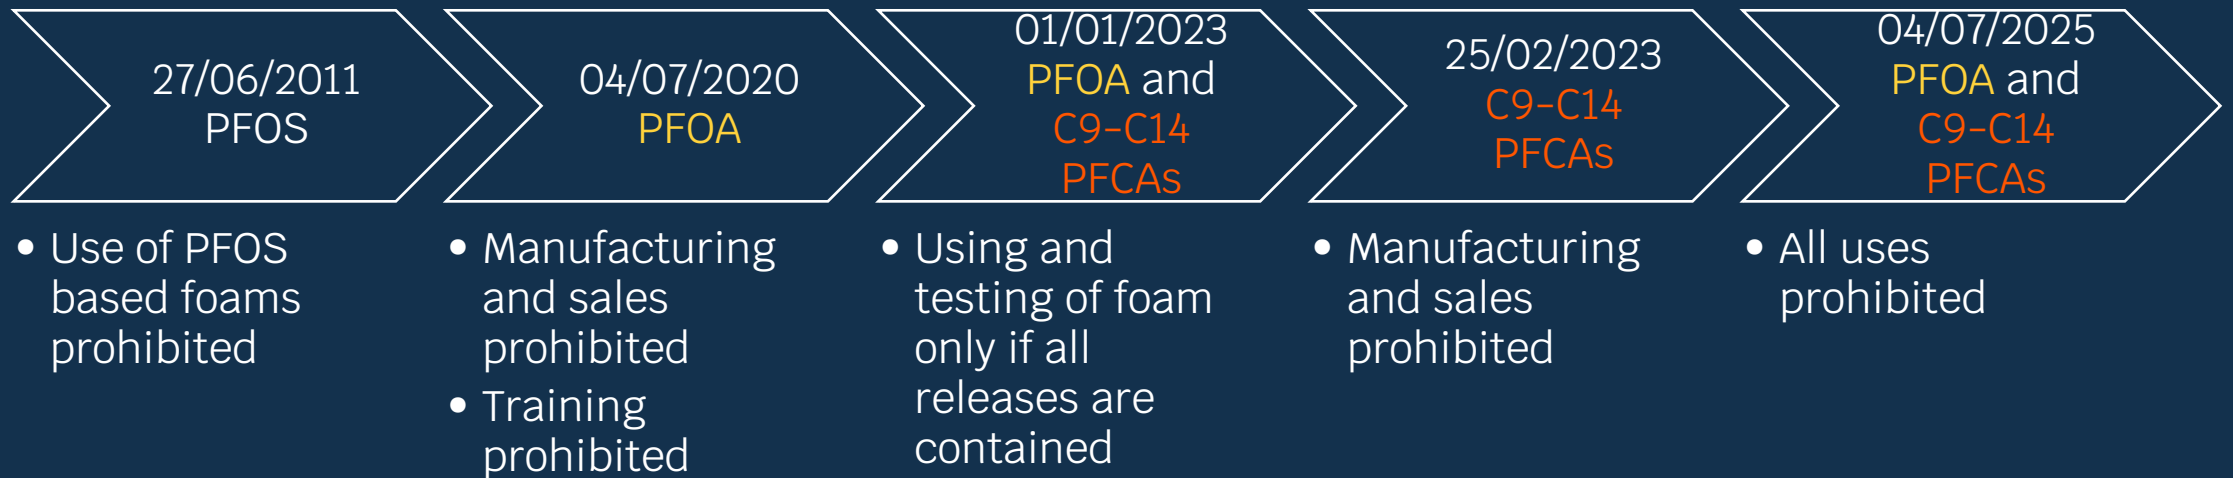 27/06/2011
PFOS
• Use of PFOS
based foams
prohibited
04/07/2020
PFOA
• Manufacturing
and sales
prohibited
• Training
prohibited
01/01/2023
PFOA and
C9-C14
PFCAs
• Using and
testing of foam
only if all
releases are
contained
25/02/2023
C9-C14
PFCAs
• Manufacturing
and sales
prohibited
04/07/2025
PFOA and
C9-C14
PFCAs
• All uses
prohibited